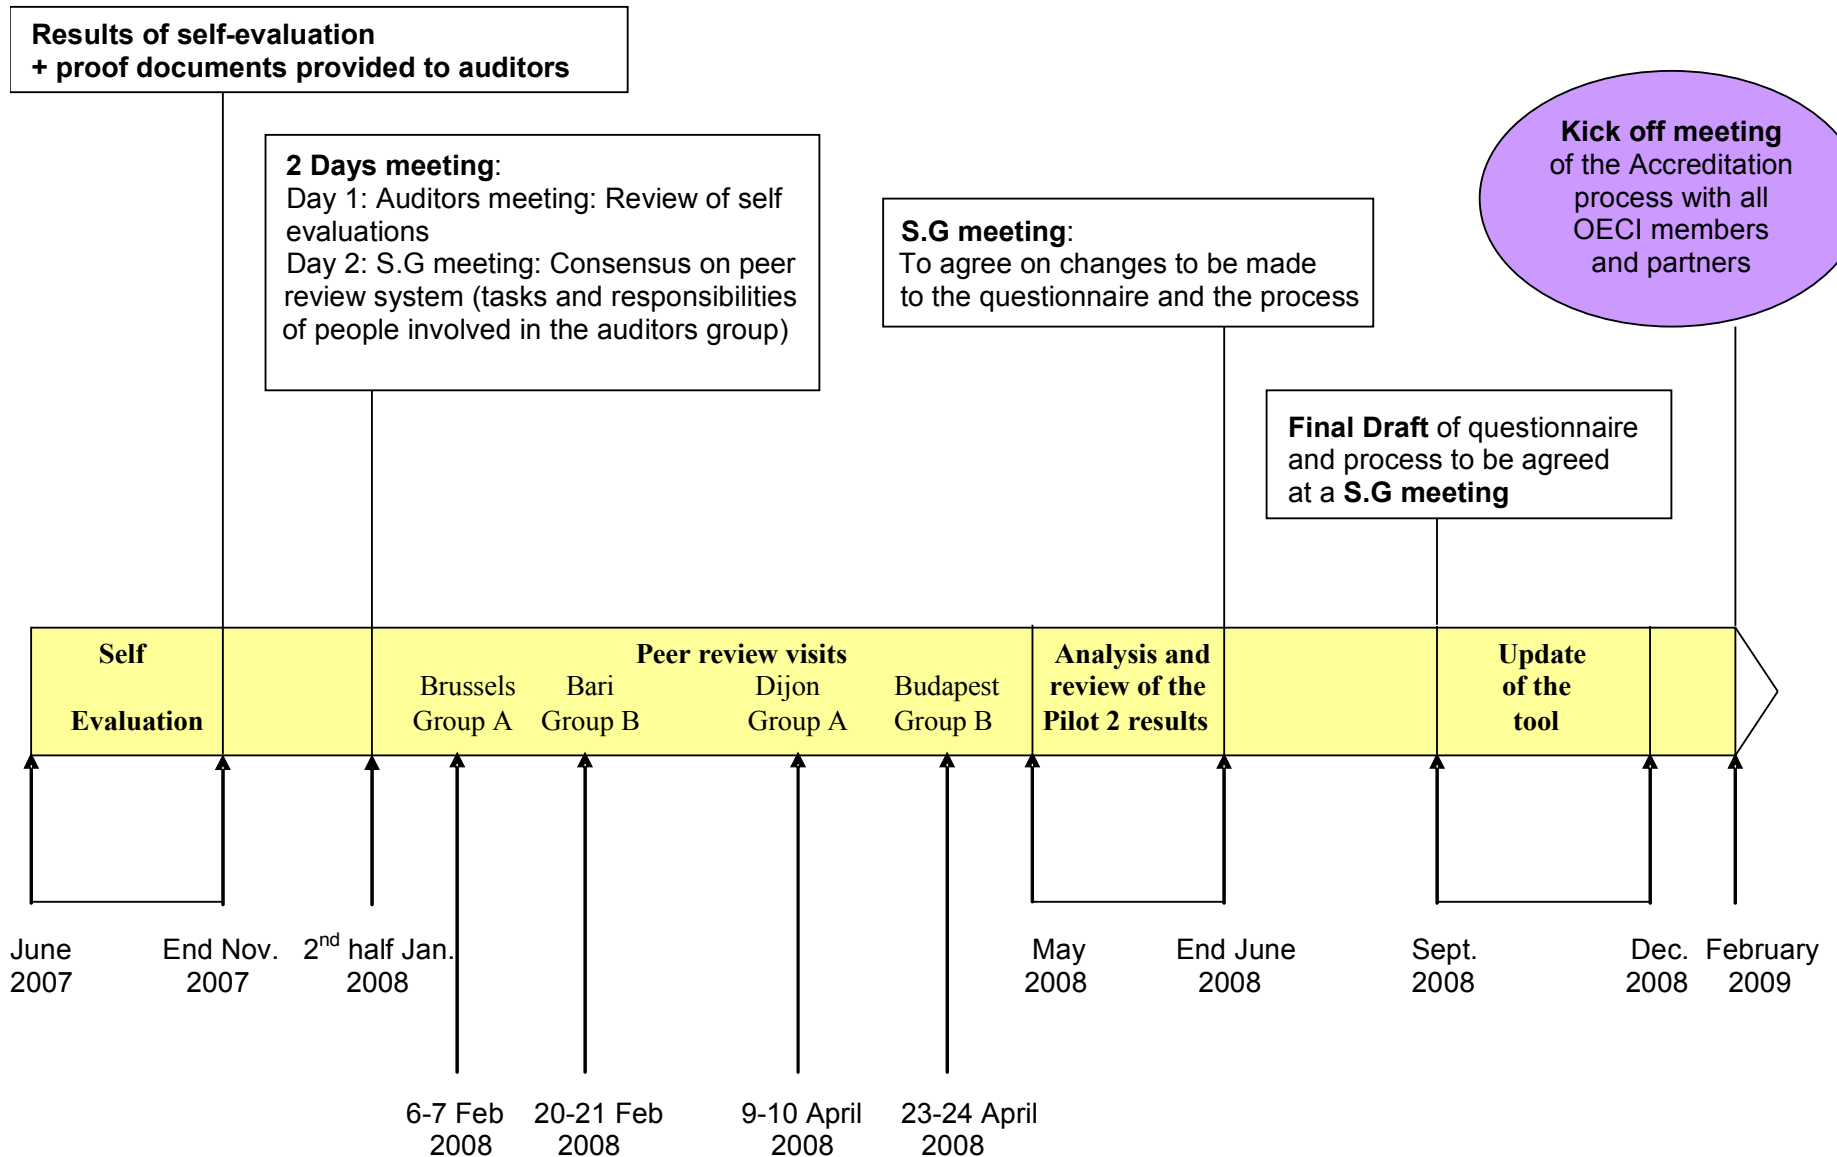 Results of self-evaluation
+ proof documents provided to auditors
2 Days meeting:
Day 1: Auditors meeting: Review of self
evaluations
Day 2: S.G meeting: Consensus on peer
review system (tasks and responsibilities
of people involved in the auditors group)
S.G meeting:
To agree on changes to be made
to the questionnaire and the process
Kick off meeting
of the Accreditation
process with all
OECI members
and partners
Final Draft of questionnaire
and process to be agreed
at a S.G meeting
Self
Evaluation
Peer review visits
Brussels
Group A
Bari
Group B
Dijon
Group A
Budapest
Group B
Analysis and
review of the
Pilot 2 results
Update
of the
tool
June
2007
End Nov.
2007
2nd half Jan.
2008
May
2008
End June
2008
Sept.
2008
Dec.
2008
February
2009
6-7 Feb
2008
20-21 Feb
2008
9-10 April
2008
23-24 April
2008